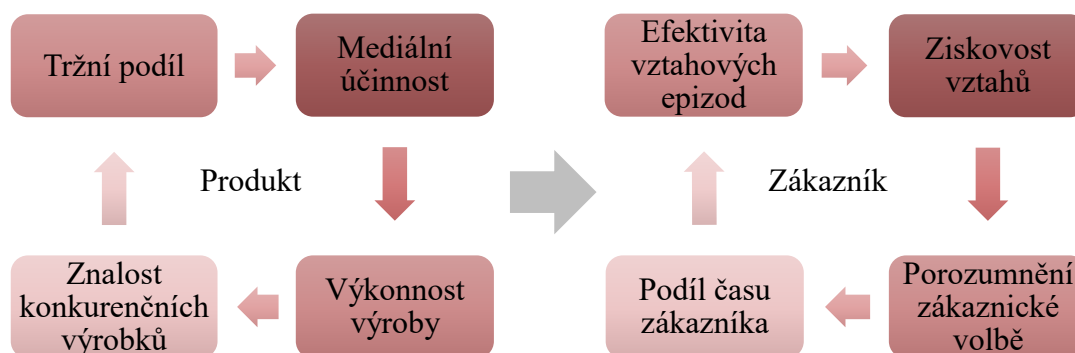 Tržní podíl
Mediální
účinnost
Produkt
Znalost
konkurenčních
výrobků
Výkonnost
výroby
Efektivita
vztahových
epizod
Ziskovost
vztahů
Zákazník
Podíl času
zákazníka
Porozumnění
zákaznické
volbě